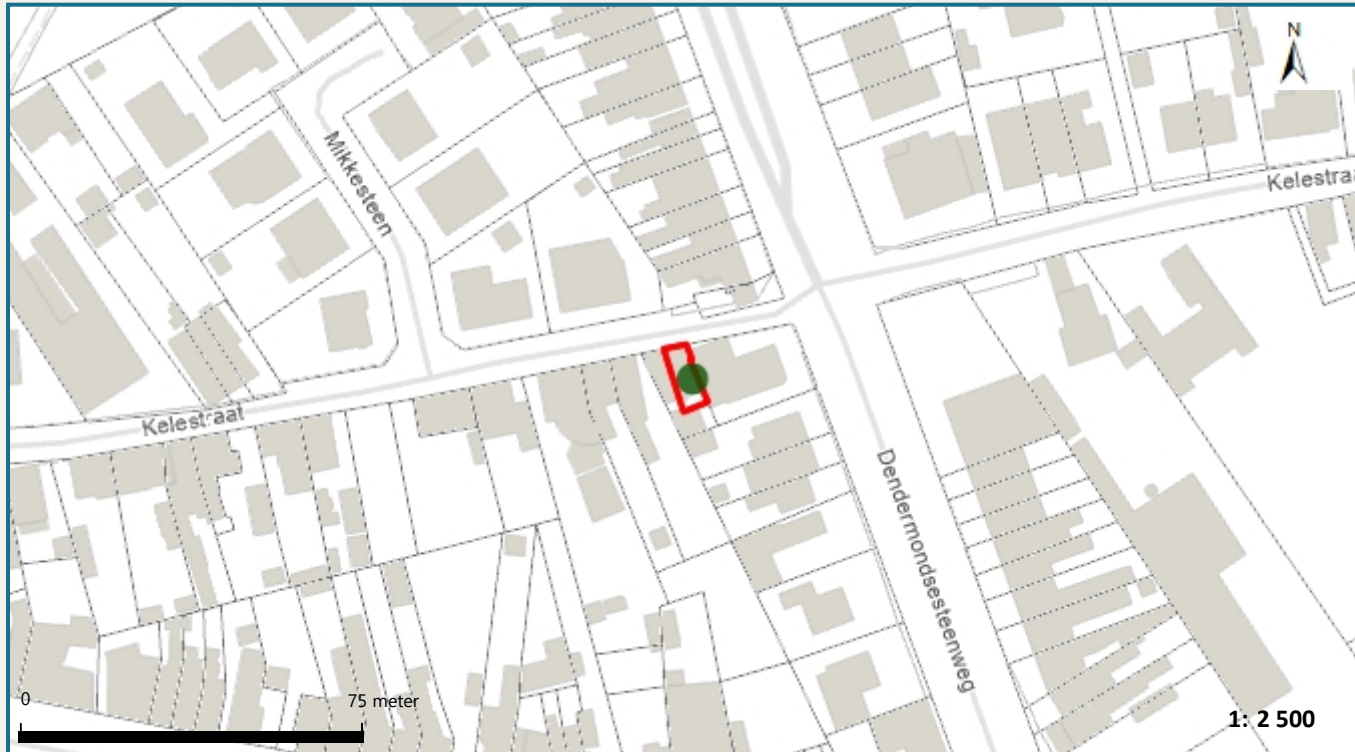 N
Mikkesteen
Kelestraa
Kelestraat
Dendermondsesteenweg
0
75 meter
1: 2 500